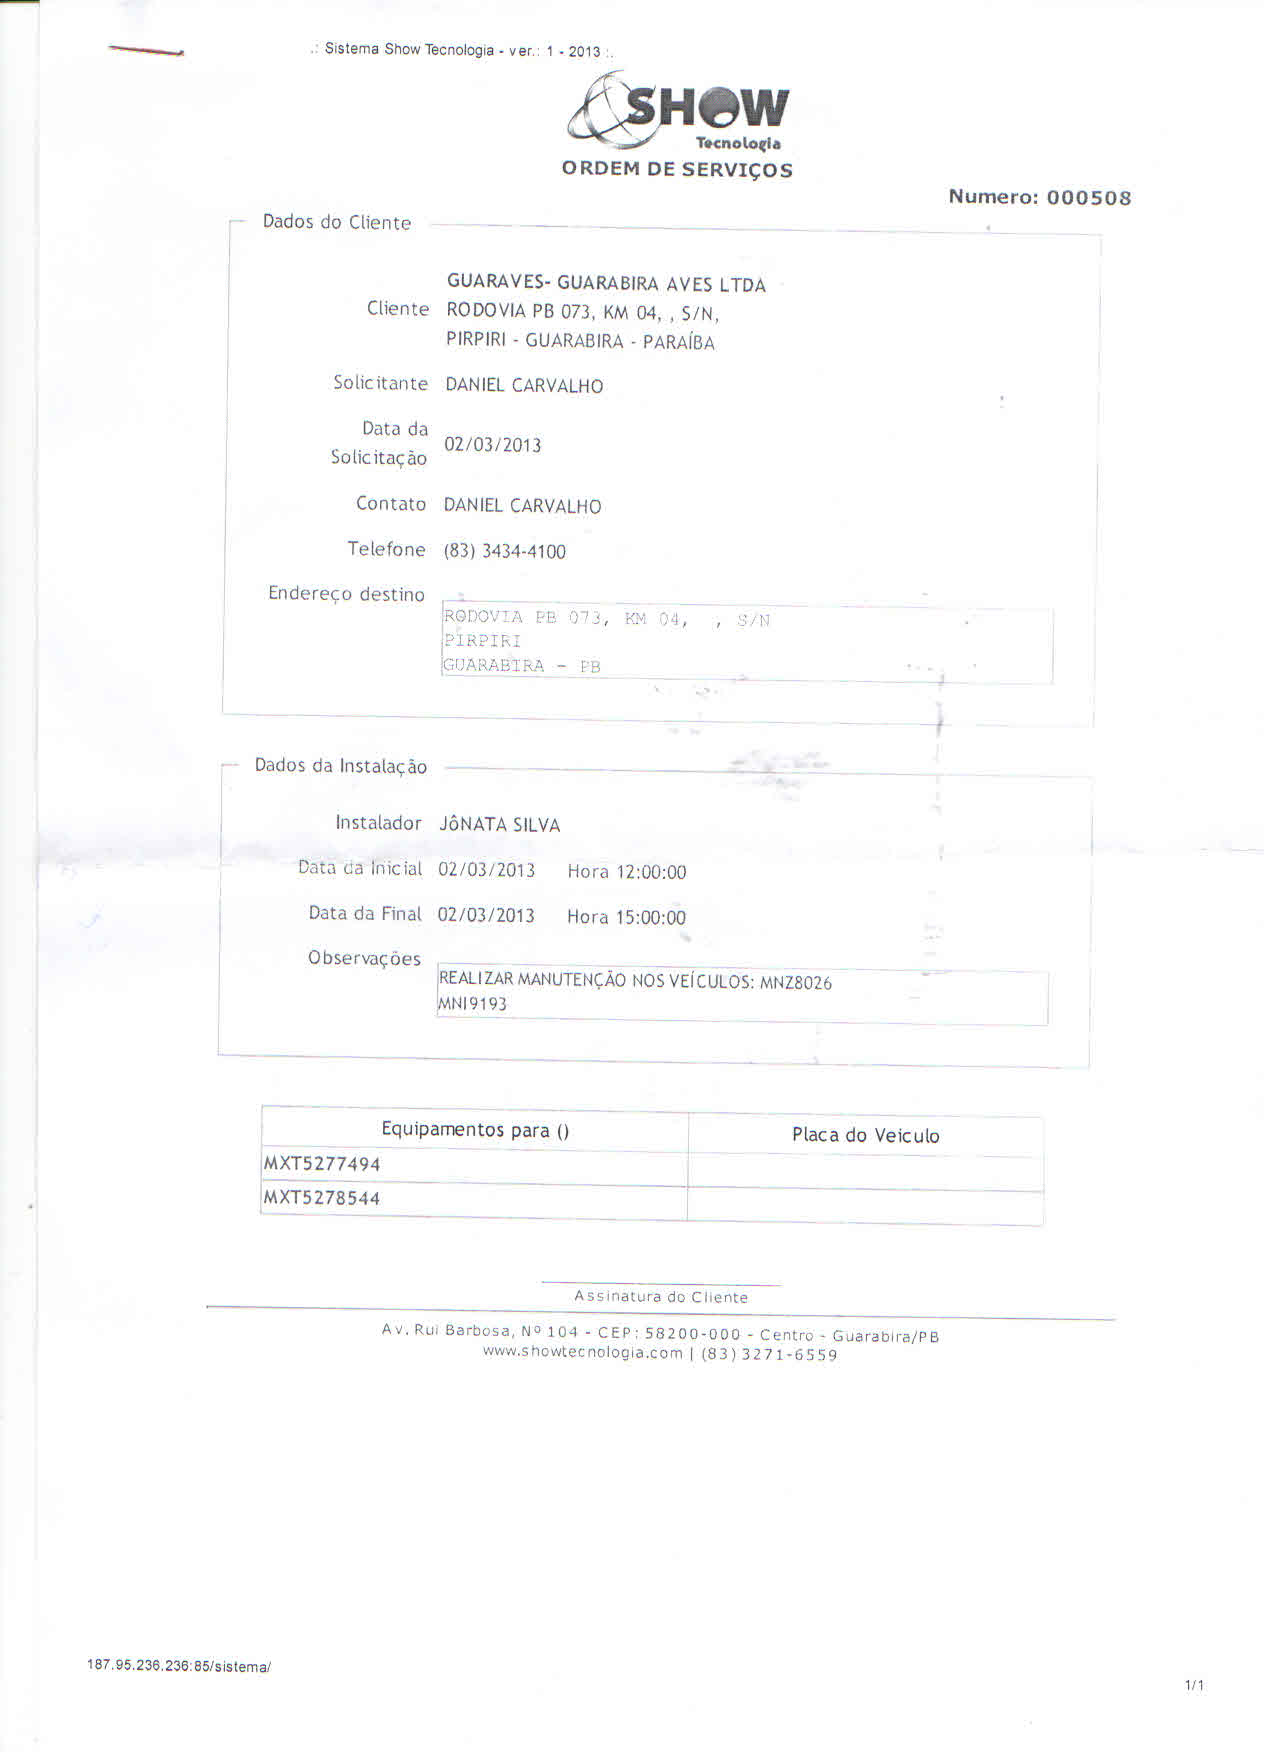 .: Sistema Show Tecnologia - ver.: 1 - 2013 :.
SHOW
Tecnologia
ORDEM DE SERVIÇOS
Numero: 000508
Dados do Cliente
GUARAVES- GUARABIRA AVES LTDA
Cliente RODOVIA PB 073, KM 04, , S/N,
PIRPIRI - GUARABIRA - PARAÍBA
Solicitante DANIEL CARVALHO
Data da
Solicitação 02/03/2013
Contato DANIEL CARVALHO
Telefone (83) 3434-4100
Endereço destino
RODOVIA PB 073, KM 04, , S/N
PIRPIRI
GUARABIRA - PB
Dados da Instalação
Instalador JôNATA SILVA
Data da Inicial 02/03/2013 Hora 12:00:00
Data da Final 02/03/2013 Hora 15:00:00
Observações
REALIZAR MANUTENÇÃO NOS VEÍCULOS: MNZ8026
MNI9193
Equipamentos para () Placa do Veiculo
MXT5277494
MXT5278544
Assinatura do Cliente
Av. Rui Barbosa, Nº 104 - CEP: 58200-000 - Centro - Guarabira/PB
www.showtecnologia.com | (83) 3271-6559
187.95.236.236:85/sistema/
1/1